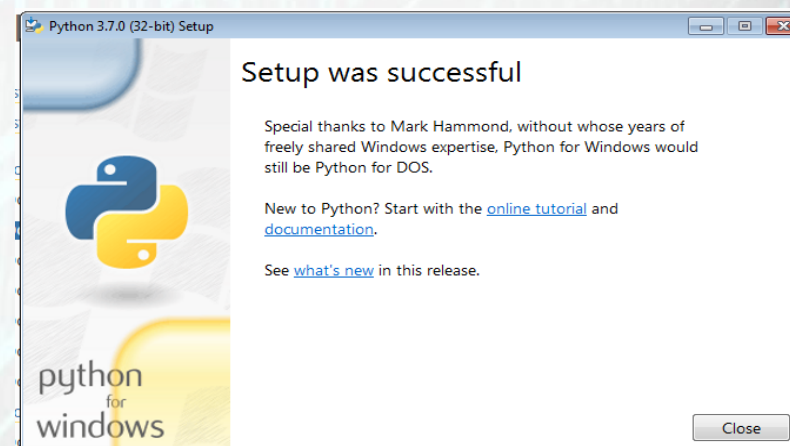 Python 3.7.0 (32-bit) Setup
Setup was successful
Special thanks to Mark Hammond, without whose years of
freely shared Windows expertise, Python for Windows would
still be Python for DOS.
New to Python? Start with the online tutorial and
documentation.
See what's new in this release.
python
for
windows
Close